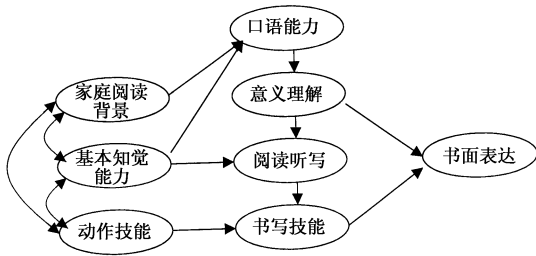 口语能力
家庭阅读
背景
意义理解
基本知觉
能力
阅读听写
书面表达
动作技能
书写技能